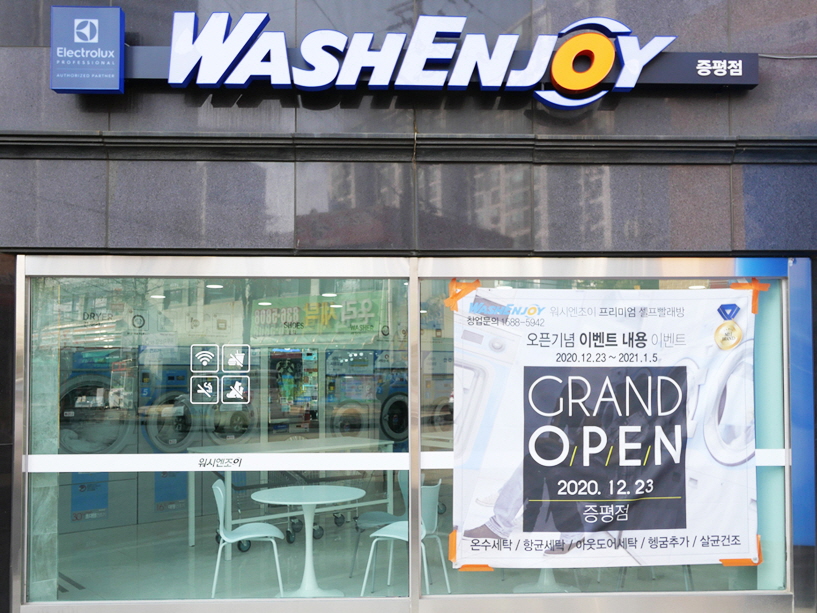 Electrolux
PROFESSIONAL
AUTHORIZED PARTNER
WASHENJOY
증평점
DRYER
SHOES
워시엔조이
WASHENJOY 워시엔조이 프리미엄 셀프빨래방
창업문의 1688-5942
오픈기념 이벤트 내용 이벤트
2020.12.23 ~ 2021.1.5
GRAND
O/P/E/N
2020. 12. 23
증평점
온수세탁 / 항균세탁 / 아웃도어세탁 / 헹굼추가 / 살균건조